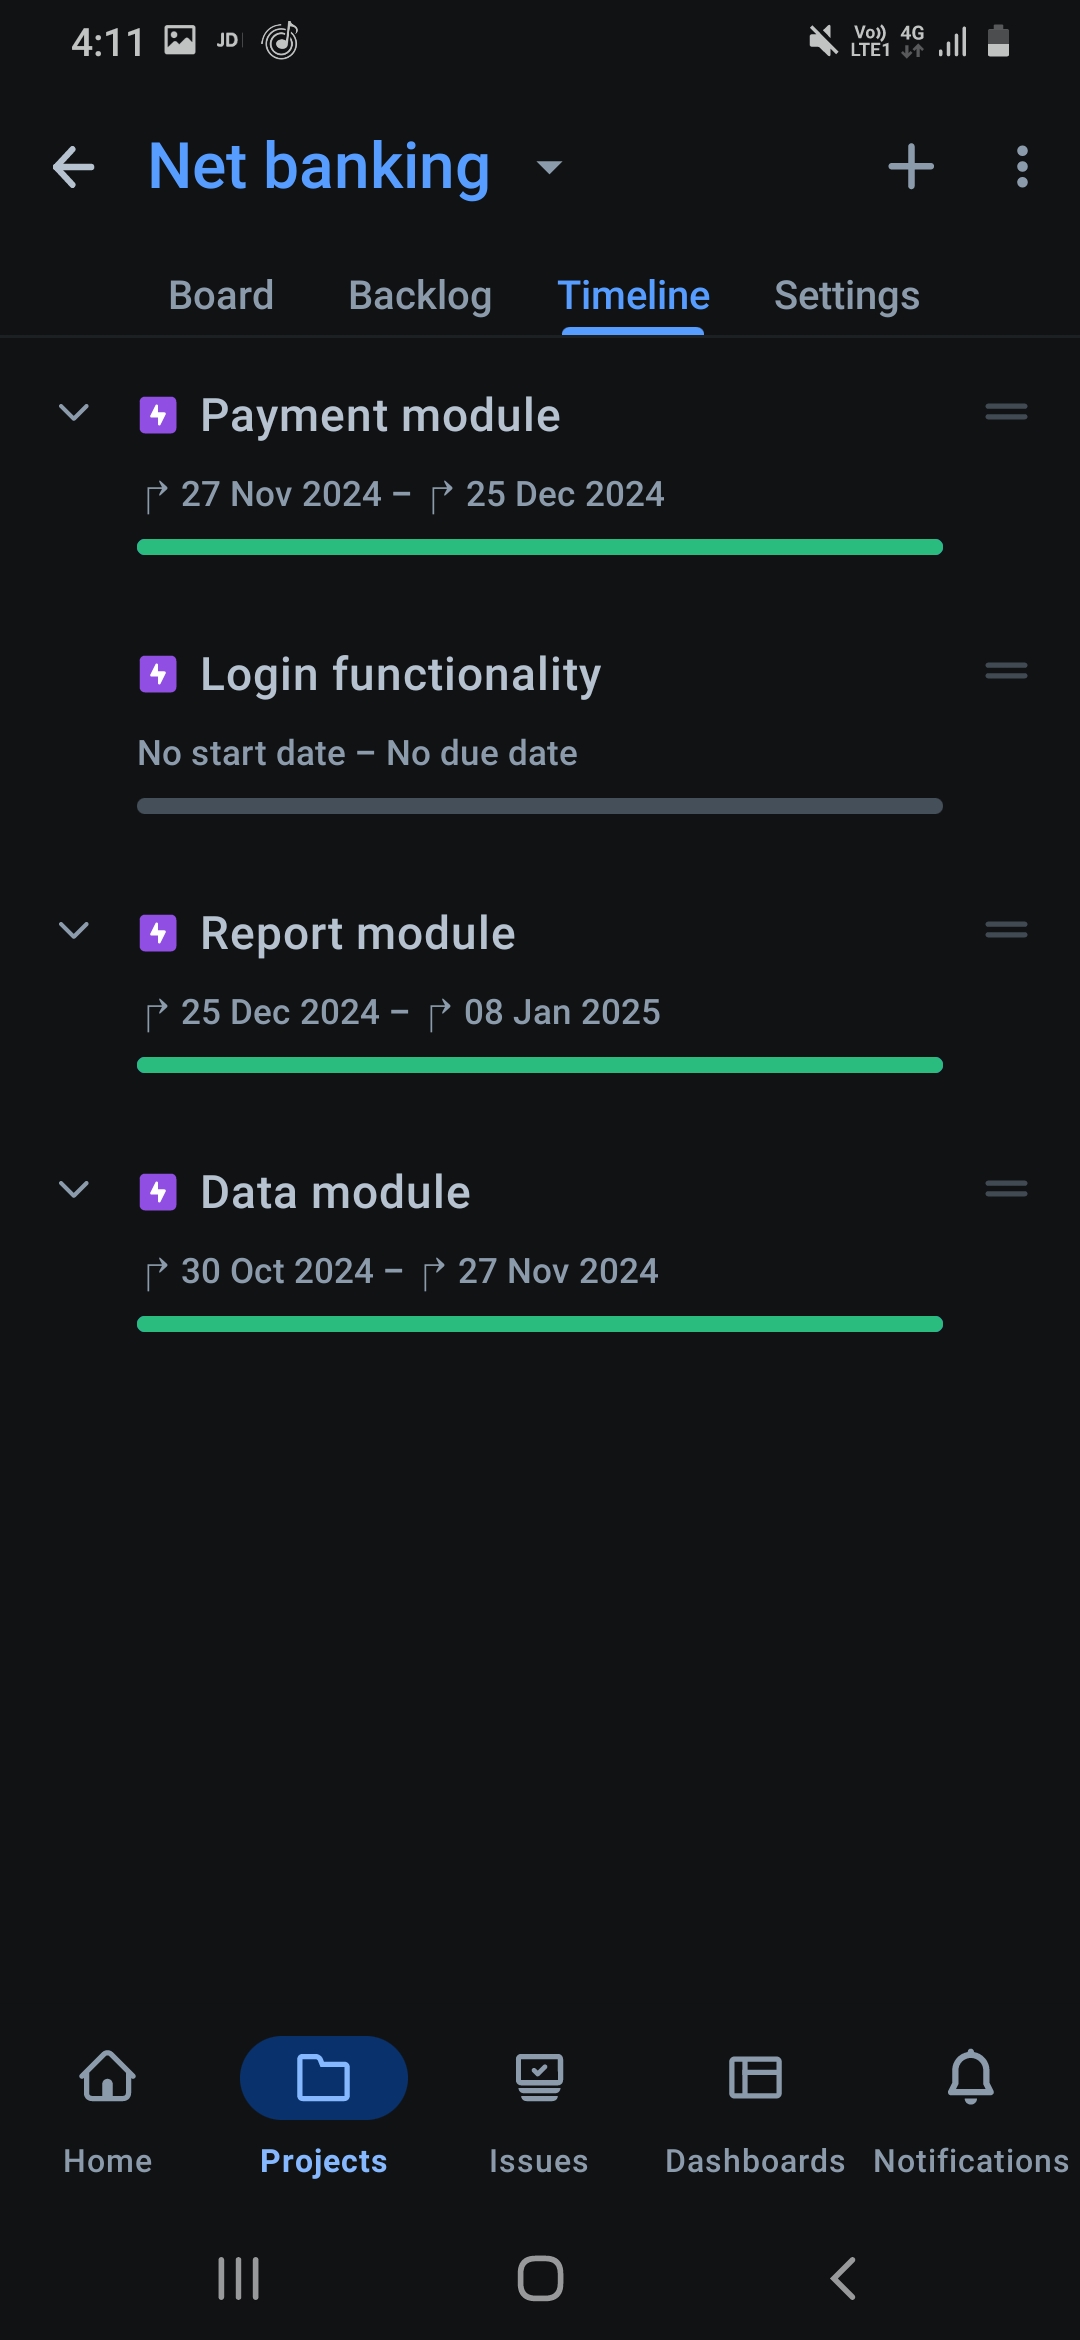 4:11 JD Vo)) LTE1 4G
Net banking
Board Backlog Timeline Settings
Payment module
27 Nov 2024 – 25 Dec 2024
Login functionality
No start date – No due date
Report module
25 Dec 2024 – 08 Jan 2025
Data module
30 Oct 2024 – 27 Nov 2024
Home Projects Issues Dashboards Notifications